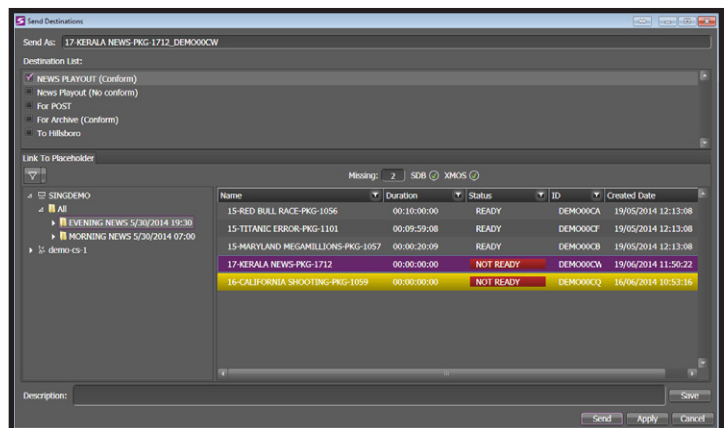 Send Destinations
Send As: 17-KERALA NEWS-PKG-1712_DEMO00CW
Destination List:
NEWS PLAYOUT (Conform)
News Playout (No conform)
For POST
For Archive (Conform)
To Hillsboro
Link To Placeholder
Missing: 2 SDB XMOS
SINGDEMO
All
EVENING NEWS 5/30/2014 19:30
MORNING NEWS 5/30/2014 07:00
demo-cs-1
Name Duration Status ID Created Date
15-RED BULL RACE-PKG-1056 00:10:00:00 READY DEMO00CA 19/05/2014 12:13:08
15-TITANIC ERROR-PKG-1101 00:09:59:08 READY DEMO00CF 19/05/2014 12:13:08
15-MARYLAND MEGAMILLIONS-PKG-1057 00:00:20:09 READY DEMO00CB 19/05/2014 12:13:08
17-KERALA NEWS-PKG-1712 00:00:00:00 NOT READY DEMO00CW 19/06/2014 11:50:22
16-CALIFORNIA SHOOTING-PKG-1059 00:00:00:00 NOT READY DEMO00CQ 16/06/2014 10:53:16
Description:
Save
Send Apply Cancel